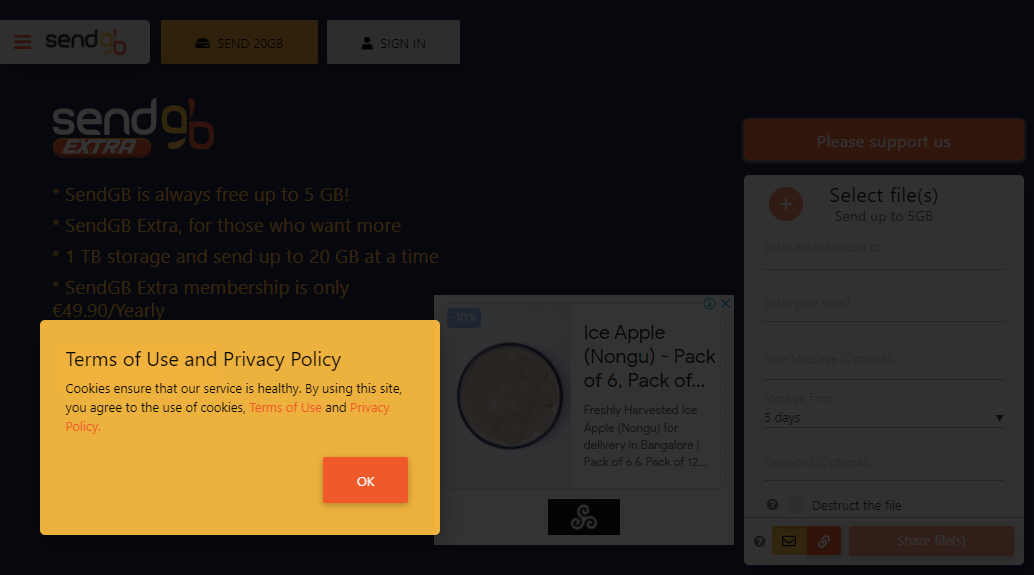 sendgb
SEND 20GB
SIGN IN
sendgb
EXTRA
* SendGB is always free up to 5 GB!
* SendGB Extra, for those who want more
* 1 TB storage and send up to 20 GB at a time
* SendGB Extra membership is only
€49.90/Yearly
Terms of Use and Privacy Policy
Cookies ensure that our service is healthy. By using this site,
you agree to the use of cookies, Terms of Use and Privacy
Policy.
OK
-10%
Ice Apple
(Nongu) - Pack
of 6, Pack of...
Freshly Harvested Ice
Apple (Nongu) for
delivery in Bangalore |
Pack of 6 & Pack of 12...
Please support us
Select file(s)
Send up to 5GB
Enter email to send to
Enter your email
Your Message (Optional)
Storage Time
5 days
Password (Optional)
Destruct the file
Share file(s)